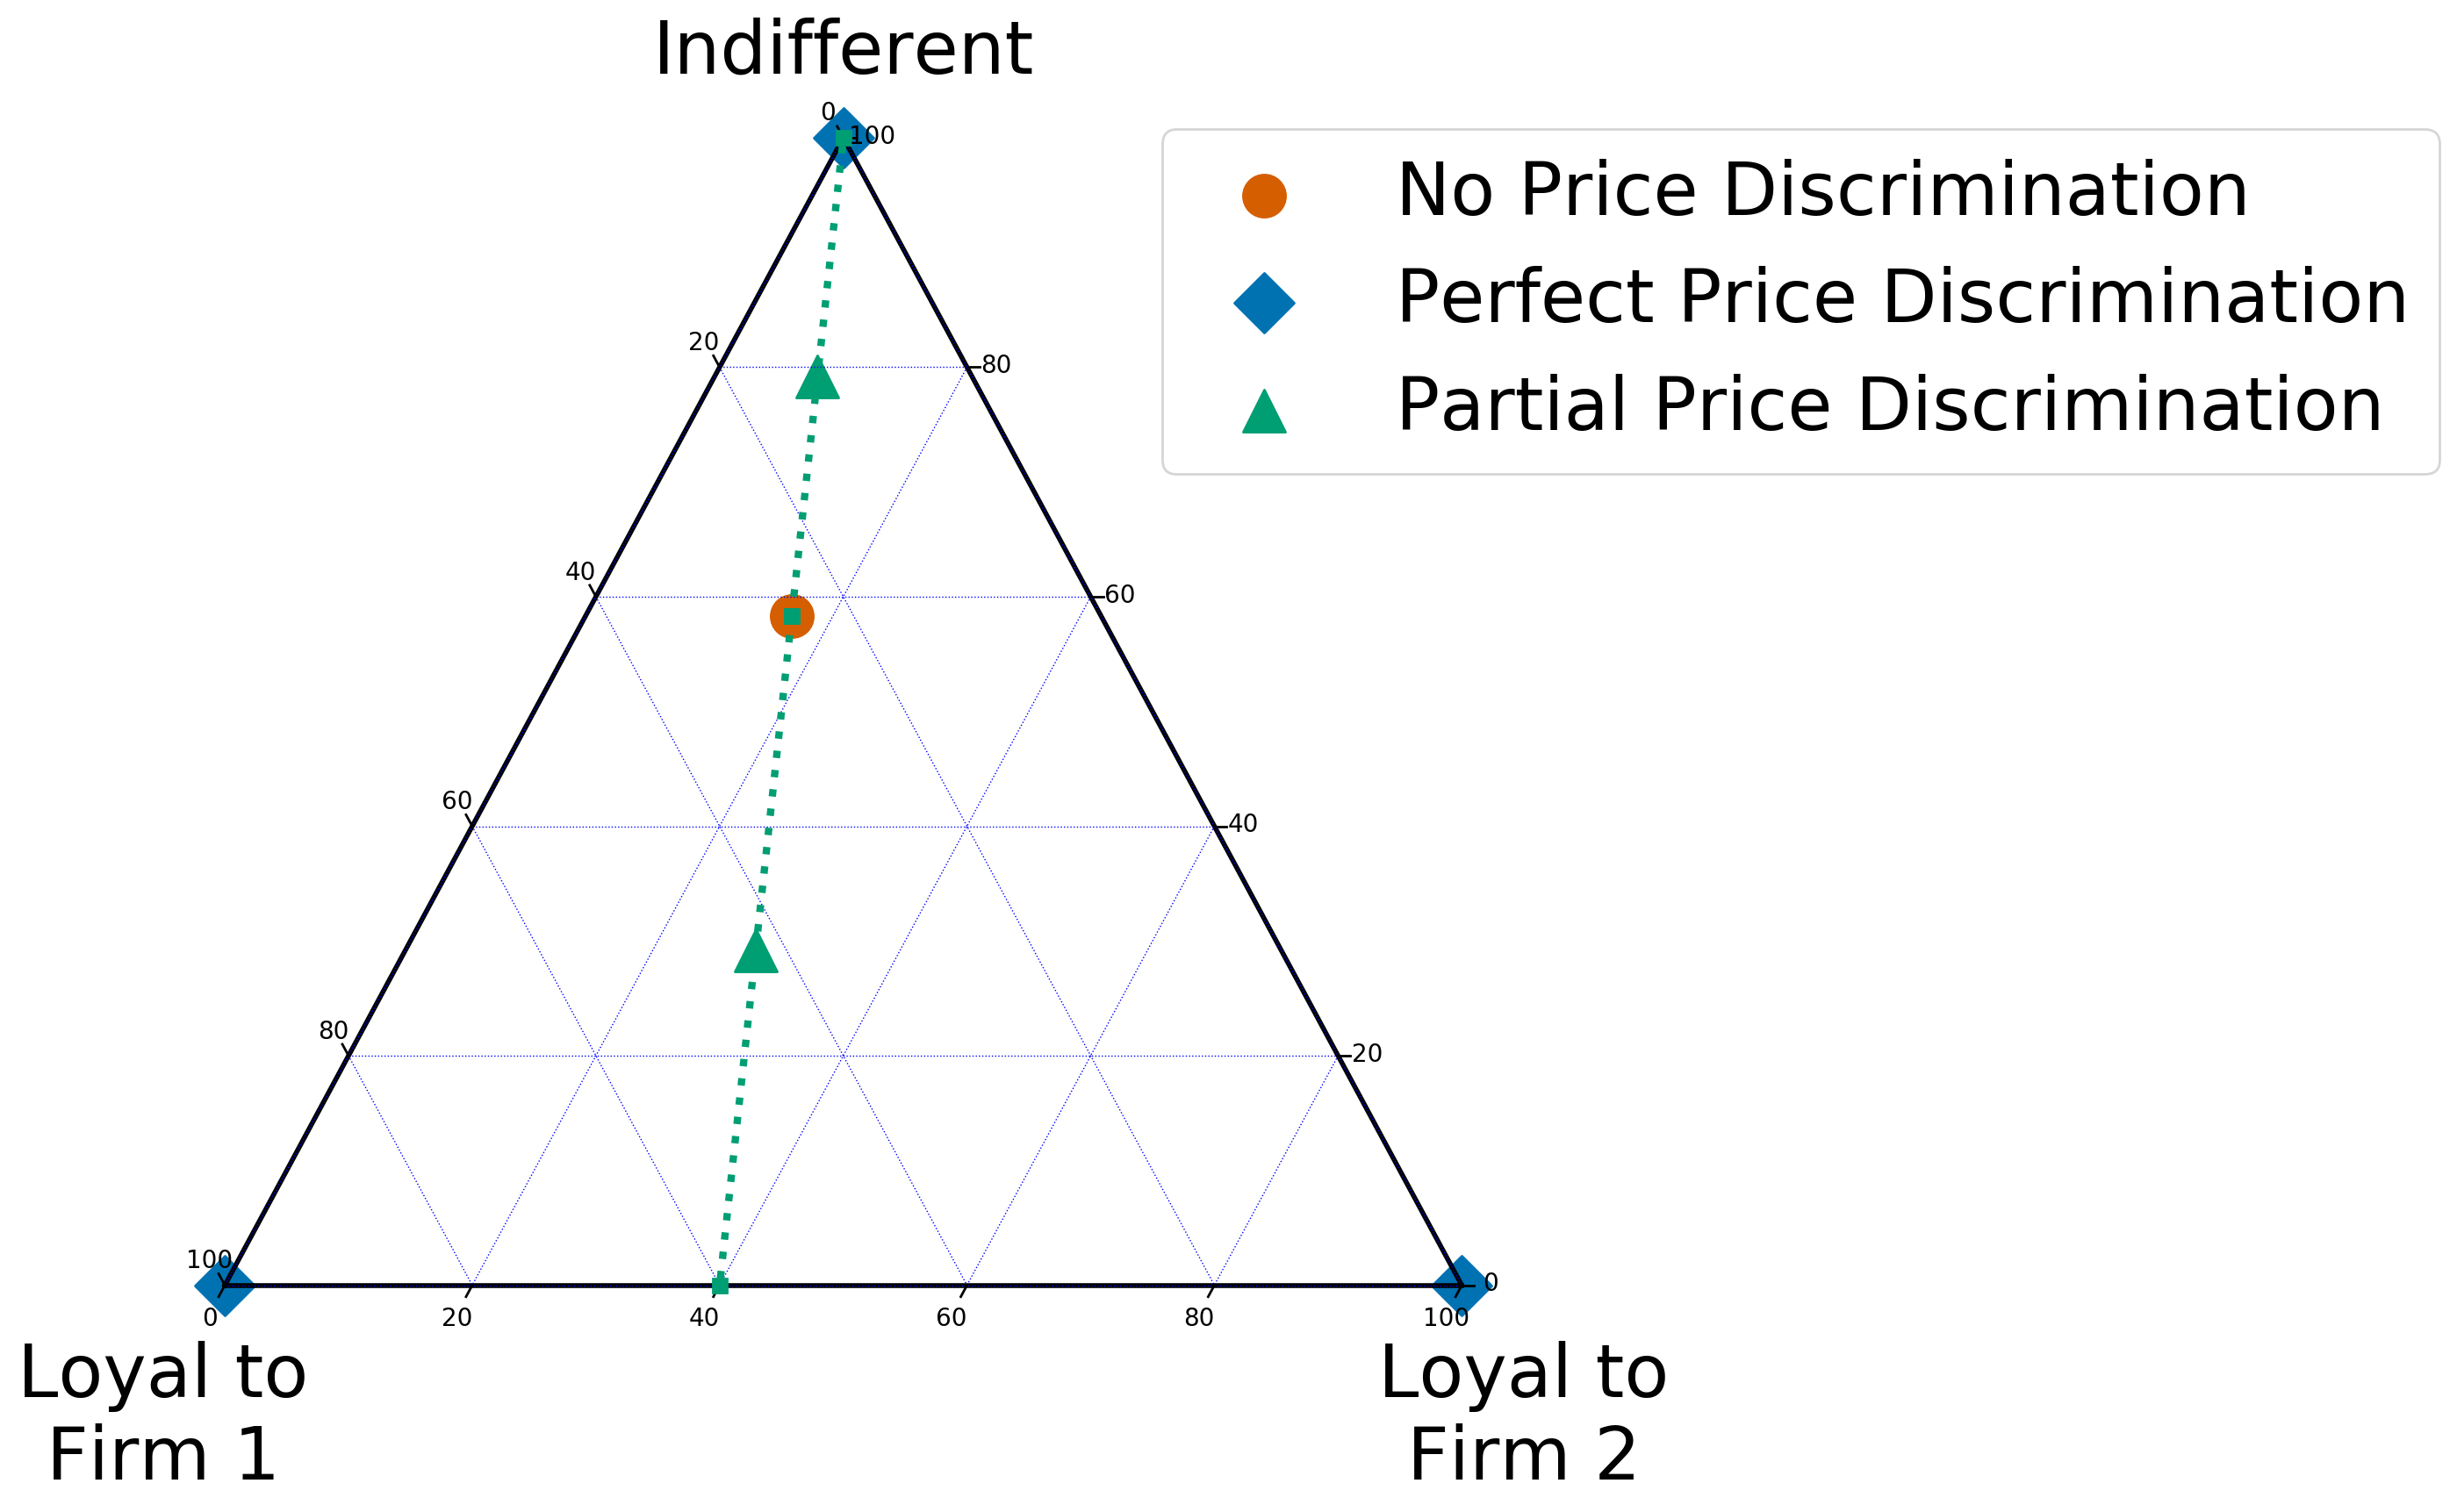 Indifferent
0
100
No Price Discrimination
Perfect Price Discrimination
Partial Price Discrimination
20
80
40
60
60
40
80
20
100
0
0
20
40
60
80
100
Loyal to
Firm 1
Loyal to
Firm 2